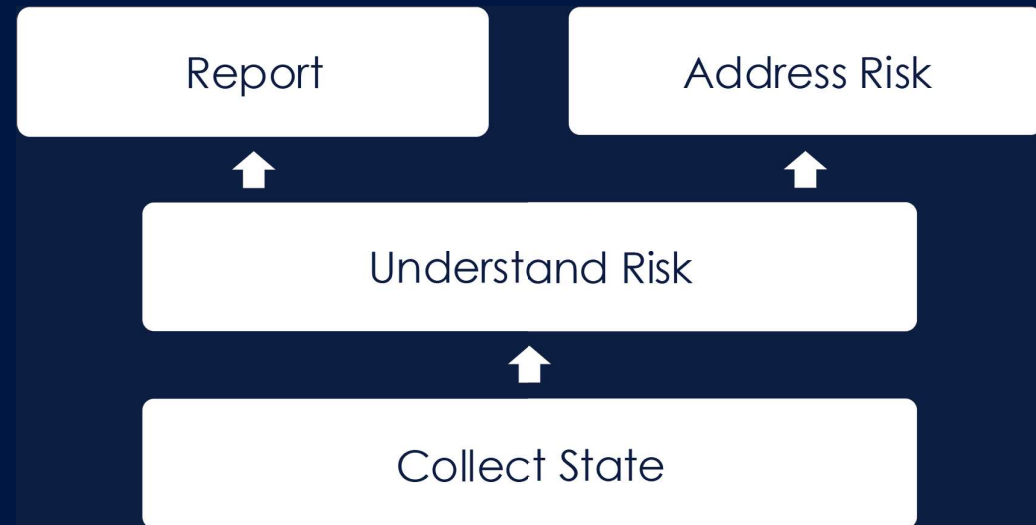 Report
Address Risk
Understand Risk
Collect State